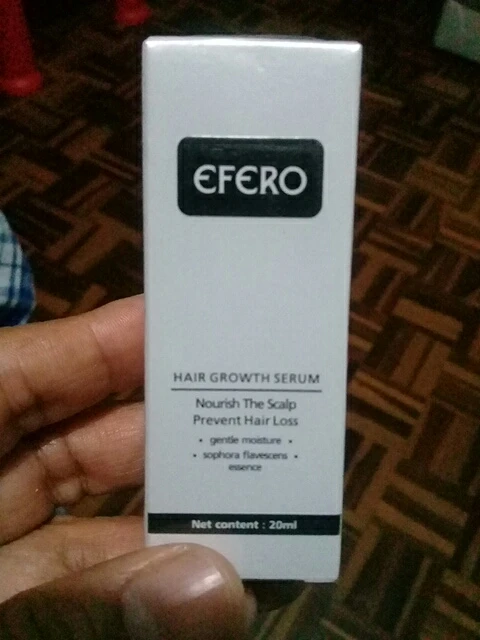 EFERO
HAIR GROWTH SERUM
Nourish The Scalp
Prevent Hair Loss
• gentle moisture •
• sophora flavescens •
essence
Net content : 20ml